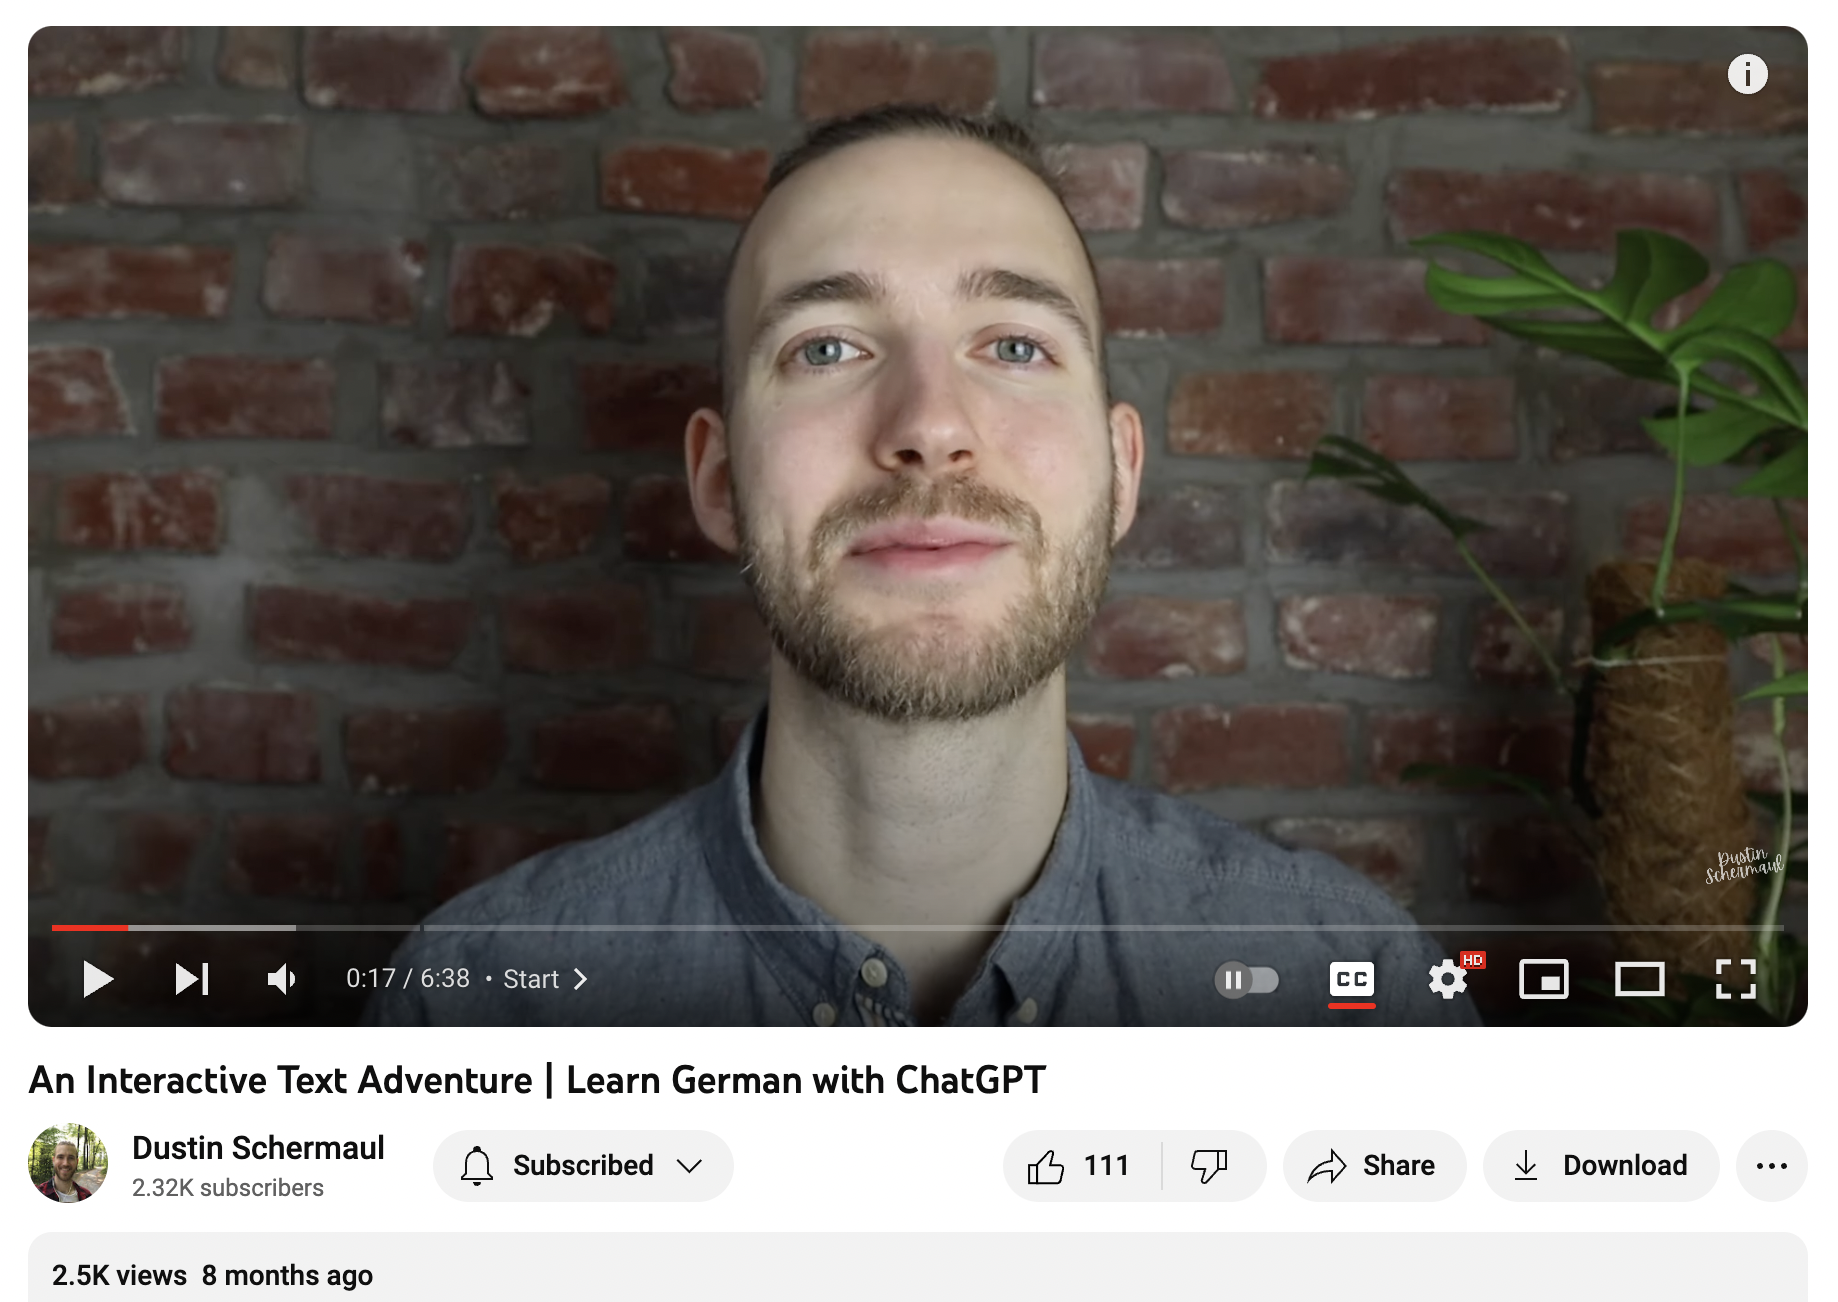 Dustin
Schermaul
0:17 / 6:38 • Start
CC
HD
An Interactive Text Adventure | Learn German with ChatGPT
Dustin Schermaul
2.32K subscribers
Subscribed
111
Share
Download
2.5K views 8 months ago